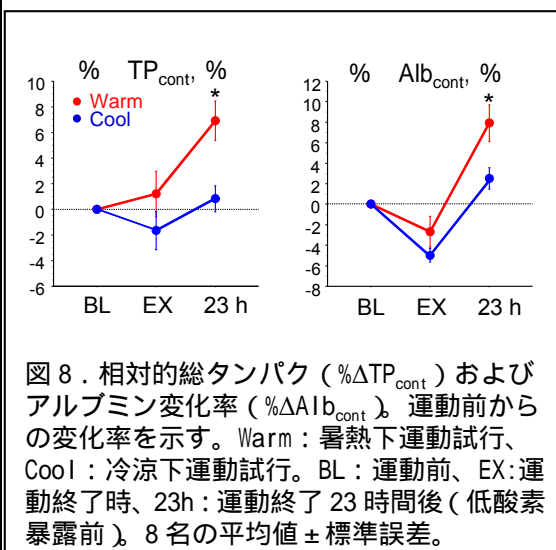 % TP_cont, %
Warm
Cool
*
10
8
6
4
2
0
-2
-4
-6
BL EX 23 h
% Alb_cont, %
*
12
10
8
6
4
2
0
-2
-4
-6
-8
BL EX 23 h
図 8．相対的総タンパク（%ΔTP_cont）および
アルブミン変化率（%ΔAlb_cont）。運動前から
の変化率を示す。Warm：暑熱下運動試行、
Cool：冷涼下運動試行。BL：運動前、EX:運
動終了時、23h：運動終了 23 時間後（低酸素
暴露前）。8 名の平均値±標準誤差。